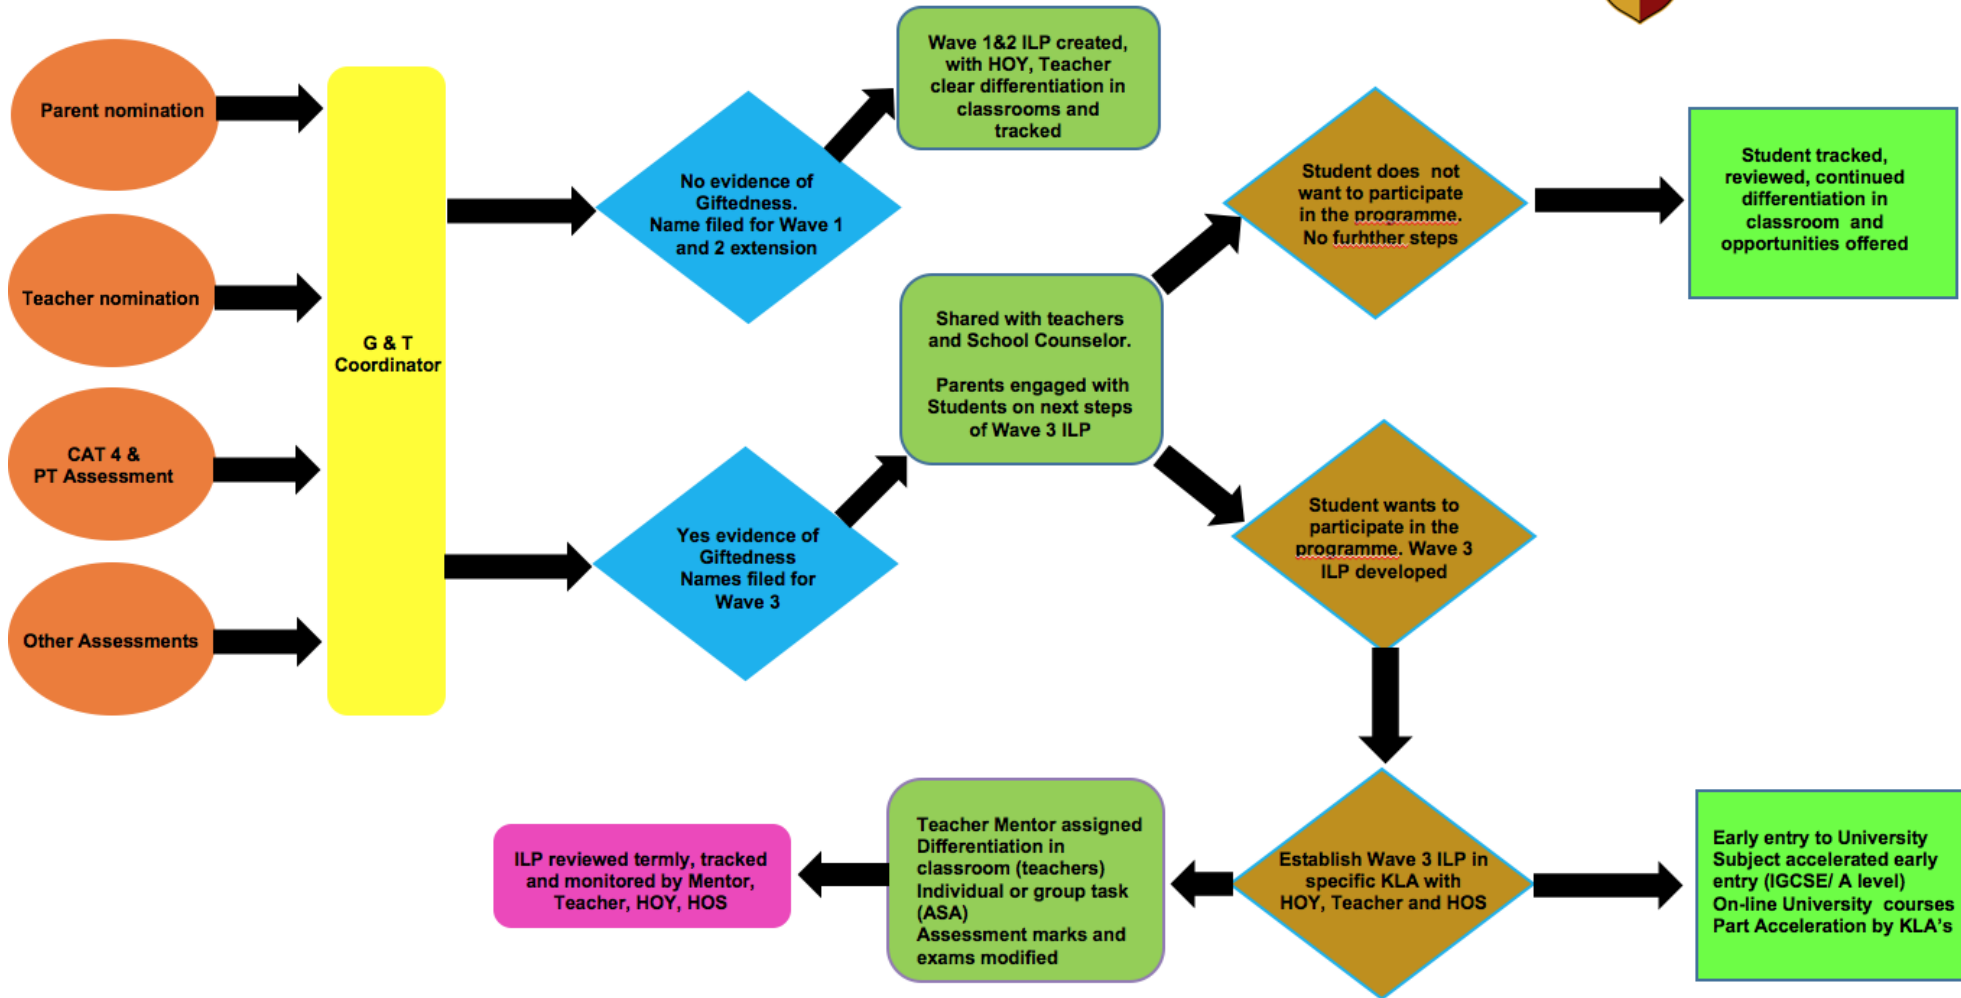 Parent nomination
Teacher nomination
CAT 4 &
PT Assessment
Other Assessments
G & T
Coordinator
No evidence of
Giftedness.
Name filed for Wave 1
and 2 extension
Yes evidence of
Giftedness
Names filed for
Wave 3
Wave 1&2 ILP created,
with HOY, Teacher
clear differentiation in
classrooms and
tracked
Shared with teachers
and School Counselor.
Parents engaged with
Students on next steps
of Wave 3 ILP
Student does  not
want to participate
in the programme.
No furhther steps
Student tracked,
reviewed, continued
differentiation in
classroom  and
opportunities offered
Student wants to
participate in the
programme. Wave 3
ILP developed
Establish Wave 3 ILP in
specific KLA with
HOY, Teacher and HOS
Early entry to University
Subject accelerated early
entry (IGCSE/ A level)
On-line University  courses
Part Acceleration by KLA's
Teacher Mentor assigned
Differentiation in
classroom (teachers)
Individual or group task
(ASA)
Assessment marks and
exams modified
ILP reviewed termly, tracked
and monitored by Mentor,
Teacher, HOY, HOS